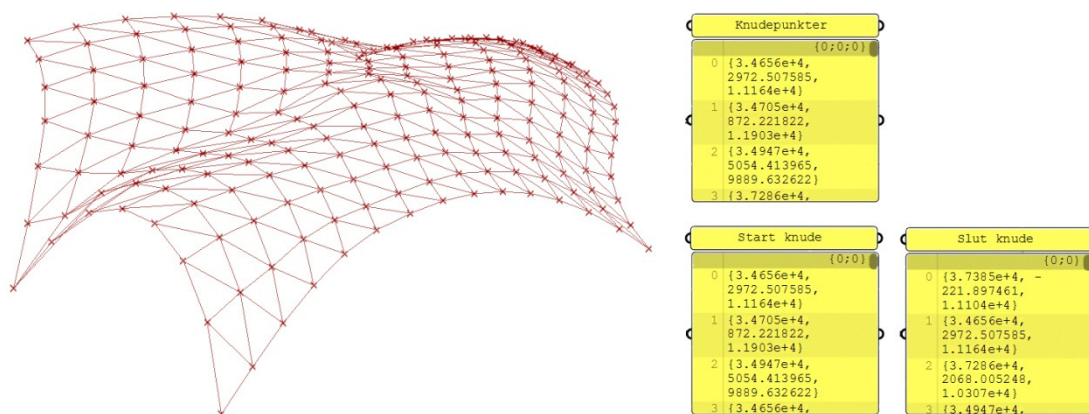 Knudepunkter
{0;0;0}
0 {3.4656e+4,
2972.507585,
1.1164e+4}
1 {3.4705e+4,
872.221822,
1.1903e+4}
2 {3.4947e+4,
5054.413965,
9889.632622}
3 {3.7286e+4,
Start knude
{0;0}
0 {3.4656e+4,
2972.507585,
1.1164e+4}
1 {3.4705e+4,
872.221822,
1.1903e+4}
2 {3.4947e+4,
5054.413965,
9889.632622}
3 {3.4656e+4,
Slut knude
{0;0}
0 {3.7385e+4, -
221.897461,
1.1104e+4}
1 {3.4656e+4,
2972.507585,
1.1164e+4}
2 {3.7286e+4,
2068.005248,
1.0307e+4}
3 {3.4947e+4,